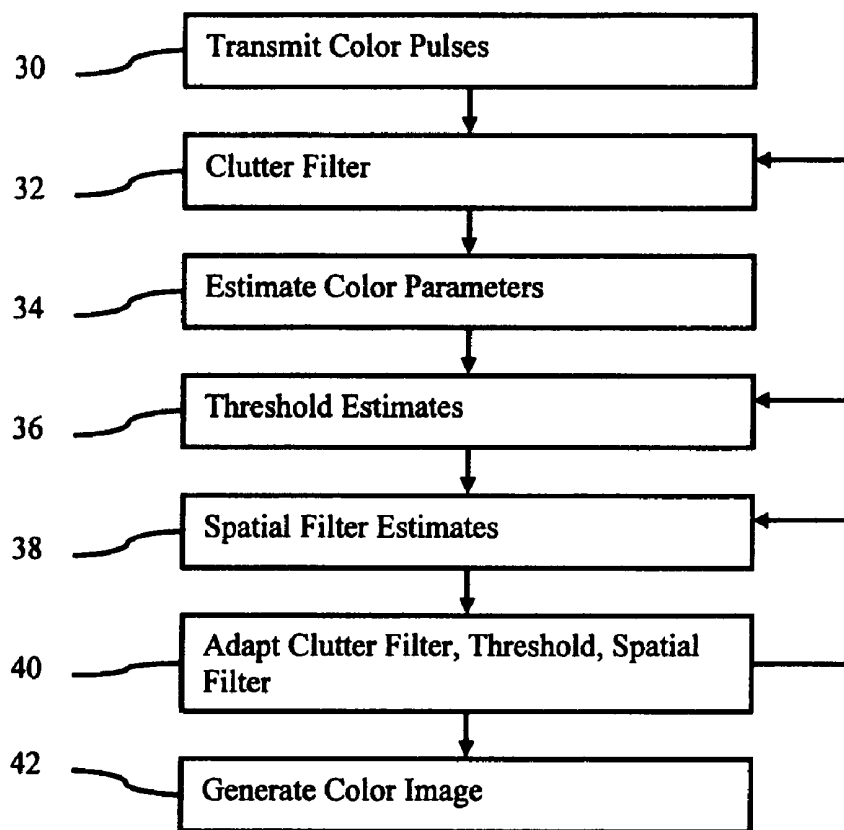 30
Transmit Color Pulses
32
Clutter Filter
34
Estimate Color Parameters
36
Threshold Estimates
38
Spatial Filter Estimates
40
Adapt Clutter Filter, Threshold, Spatial
Filter
42
Generate Color Image